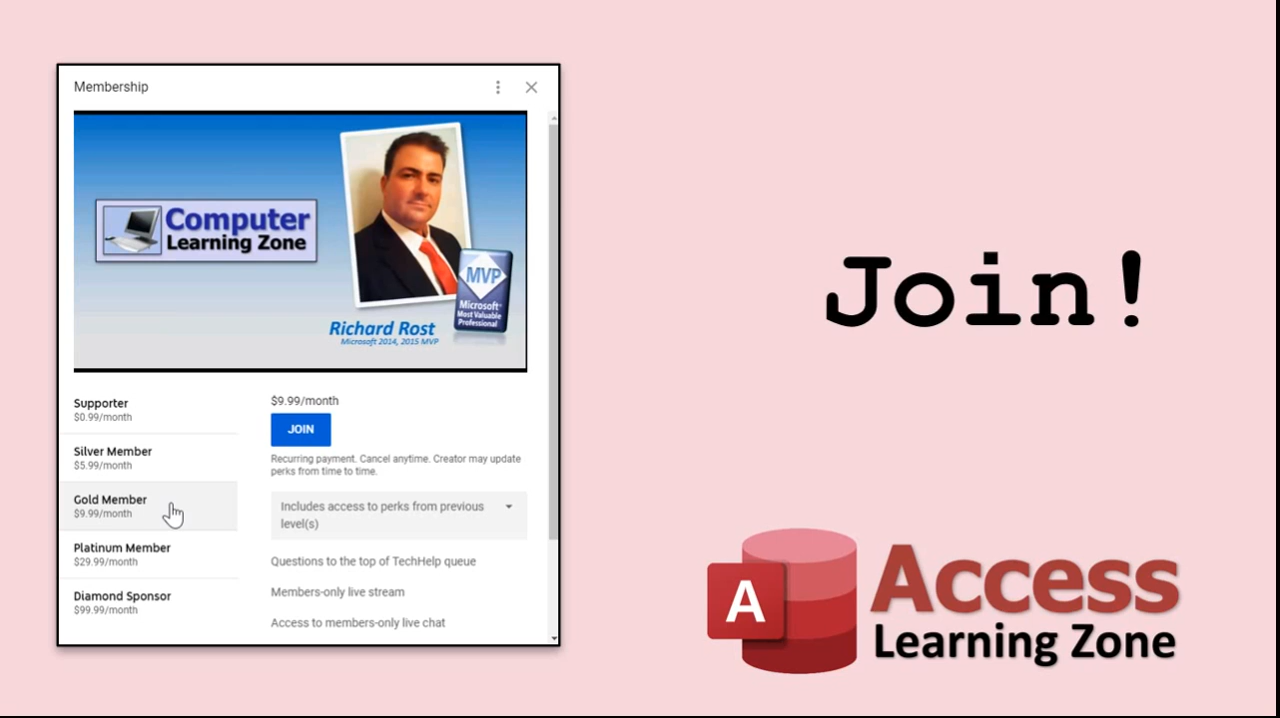 Membership
Computer
Learning Zone
MVP
Microsoft®
Most Valuable
Professional
Richard Rost
Microsoft 2014, 2015 MVP
Supporter
$0.99/month
Silver Member
$5.99/month
Gold Member
$9.99/month
Platinum Member
$29.99/month
Diamond Sponsor
$99.99/month
$9.99/month
JOIN
Recurring payment. Cancel anytime. Creator may update
perks from time to time.
Includes access to perks from previous
level(s)
Questions to the top of TechHelp queue
Members-only live stream
Access to members-only live chat
Join!
A
Access
Learning Zone